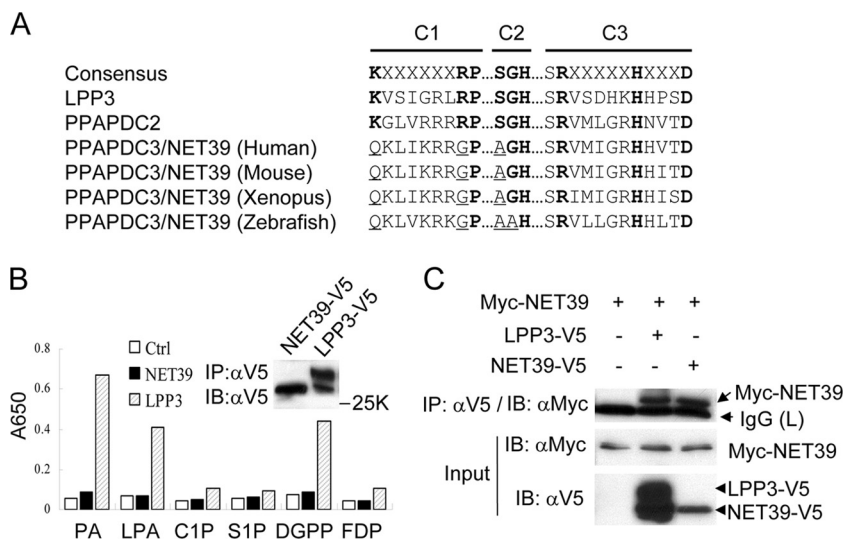 A
C1 C2 C3
Consensus KXXXXXXRP...SGH...SRXXXXXHXXXD
LPP3 KVSIGRLRP...SGH...SRVSDHKHHPSD
PPAPDC2 KGLVRRRRP...SGH...SRVMLGRHNVTD
PPAPDC3/NET39 (Human) QKLIKRRGP...AGH...SRVMIGRHHVTD
PPAPDC3/NET39 (Mouse) QKLIKRRGP...AGH...SRVMIGRHHITD
PPAPDC3/NET39 (Xenopus) QKLIKRRGP...AGH...SRIMIGRHHISD
PPAPDC3/NET39 (Zebrafish) QKLVKRKGP...AAH...SRVLLGRHHLTD
B
A650
0.8
0.6
0.4
0.2
0
Ctrl
NET39
LPP3
NET39-V5
LPP3-V5
IP:αV5
IB:αV5
–25K
PA LPA C1P S1P DGPP FDP
C
Myc-NET39 + + +
LPP3-V5 - + -
NET39-V5 - - +
IP: αV5 / IB: αMyc
Myc-NET39
IgG (L)
Input
IB: αMyc
Myc-NET39
IB: αV5
LPP3-V5
NET39-V5